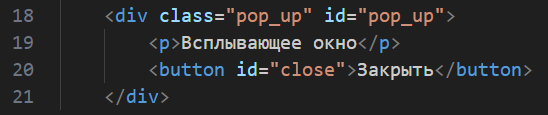 18 <div class="pop_up" id="pop_up">
19 <p>Всплывающее окно</p>
20 <button id="close">Закрыть</button>
21 </div>